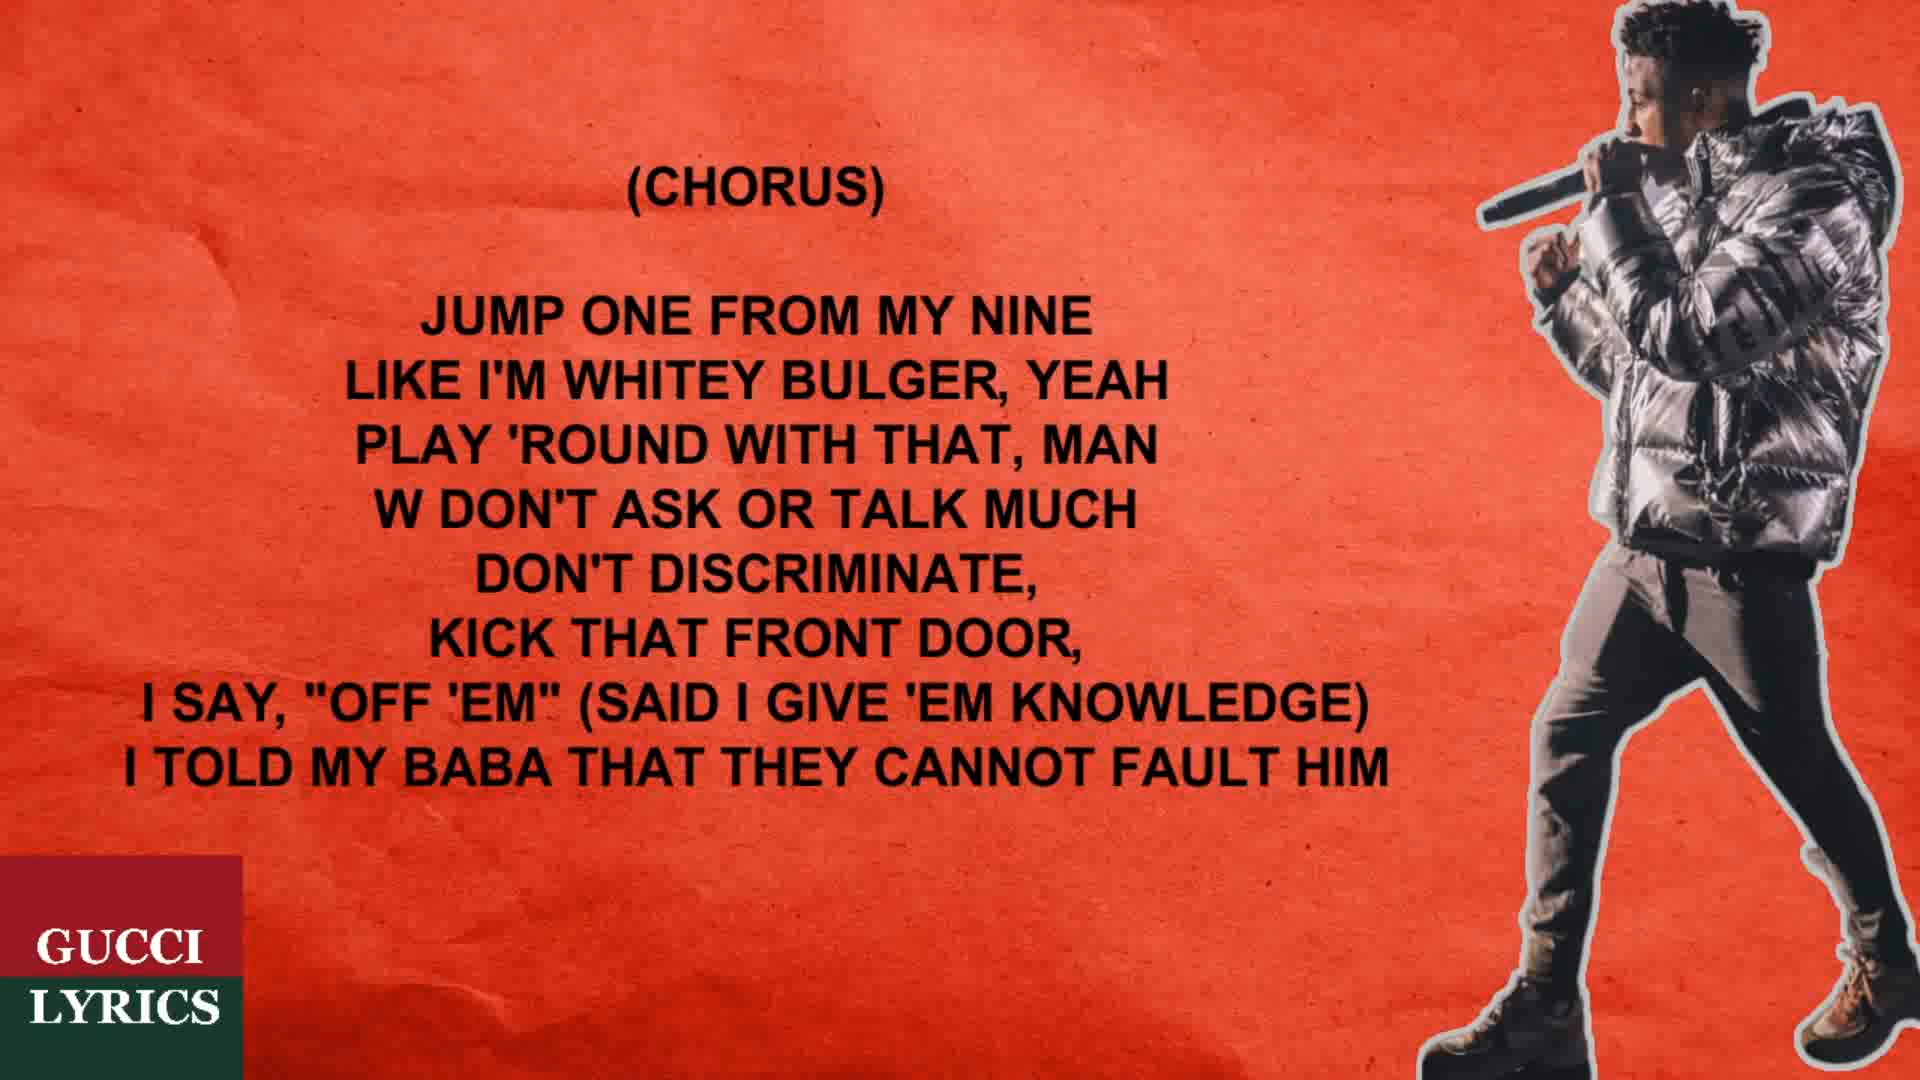 (CHORUS)
JUMP ONE FROM MY NINE
LIKE I'M WHITEY BULGER, YEAH
PLAY 'ROUND WITH THAT, MAN
W DON'T ASK OR TALK MUCH
DON'T DISCRIMINATE,
KICK THAT FRONT DOOR,
I SAY, "OFF 'EM" (SAID I GIVE 'EM KNOWLEDGE)
I TOLD MY BABA THAT THEY CANNOT FAULT HIM
GUCCI
LYRICS